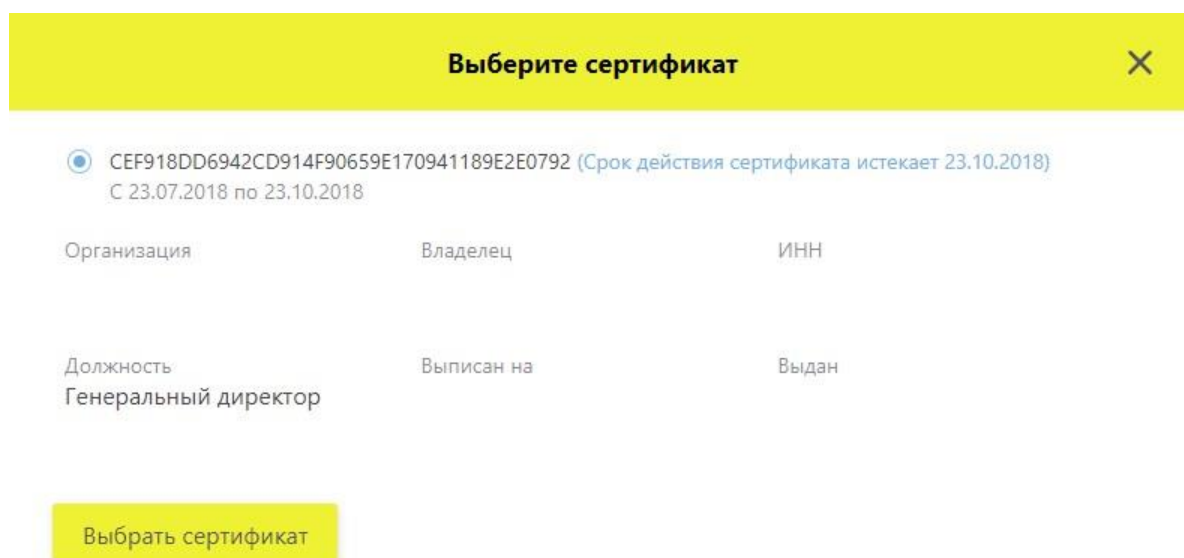 Выберите сертификат
CEF918DD6942CD914F90659E170941189E2E0792 (Срок действия сертификата истекает 23.10.2018)
С 23.07.2018 по 23.10.2018
Организация Владелец ИНН
Должность Выписан на Выдан
Генеральный директор
Выбрать сертификат